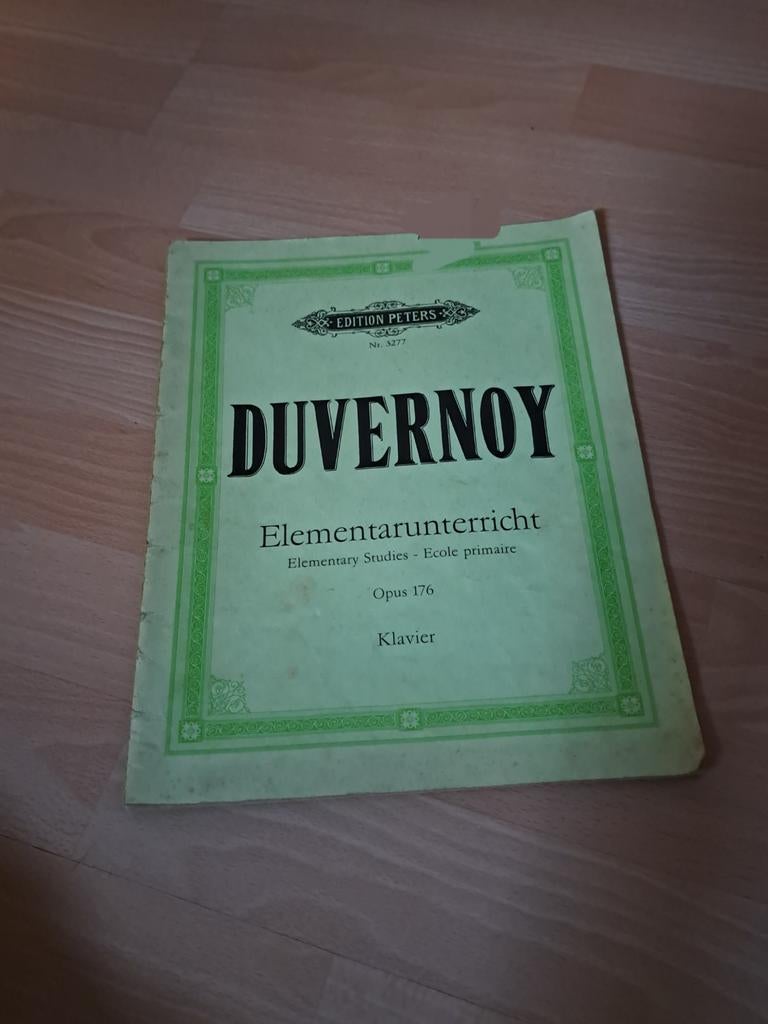 EDITION PETERS
Nr. 3277
DUVERNOY
Elementarunterricht
Elementary Studies - Ecole primaire
Opus 176
Klavier